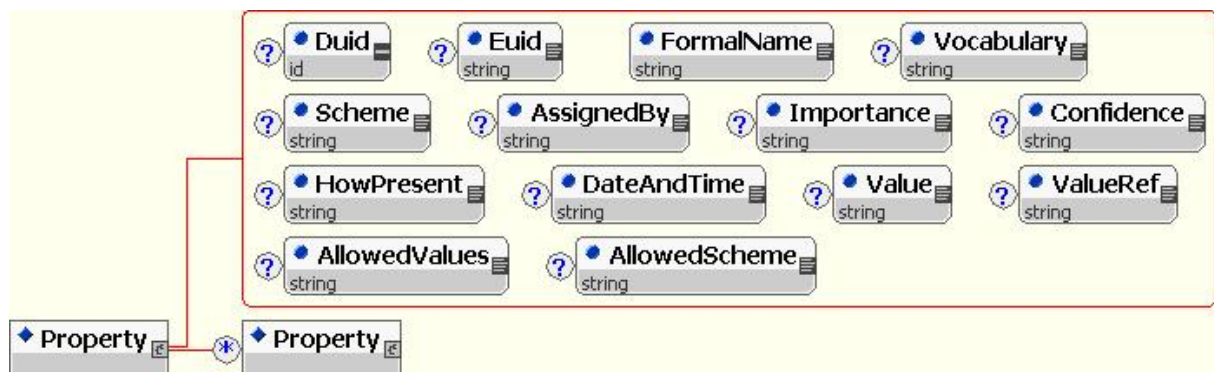 ? Duid ? Euid FormalName ? Vocabulary
id string string string
? Scheme ? AssignedBy ? Importance ? Confidence
string string string string
? HowPresent ? DateAndTime ? Value ? ValueRef
string string string string
? AllowedValues ? AllowedScheme
string string
Property * Property